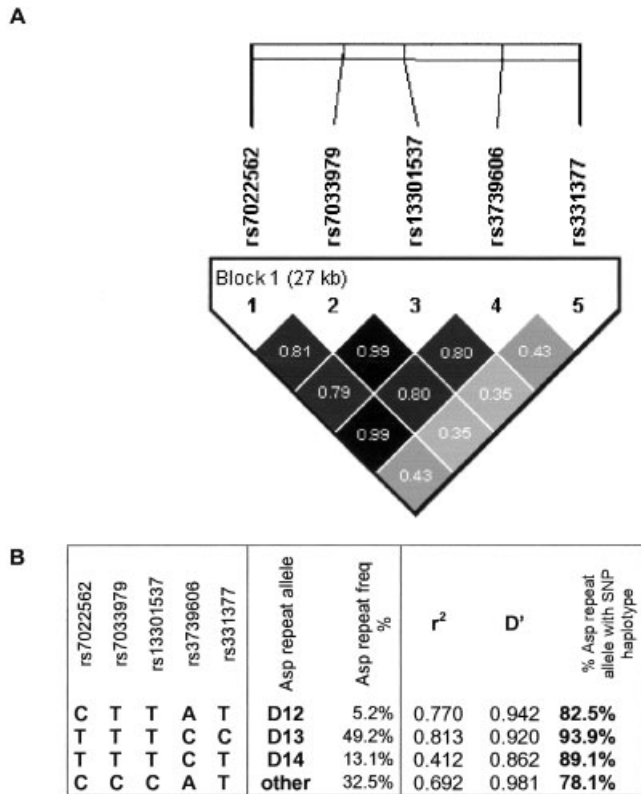 A
rs7022562
rs7033979
rs13301537
rs3739606
rs331377
Block 1 (27 kb)
1 2 3 4 5
0.81 0.99 0.80 0.43
0.79 0.80 0.35
0.99 0.35
0.43
B
rs7022562
rs7033979
rs13301537
rs3739606
rs331377
Asp repeat allele
Asp repeat freq
%
r²
D'
% Asp repeat
allele with SNP
haplotype
C T T A T D12 5.2% 0.770 0.942 82.5%
T T T C C D13 49.2% 0.813 0.920 93.9%
T T T C T D14 13.1% 0.412 0.862 89.1%
C C C A T other 32.5% 0.692 0.981 78.1%